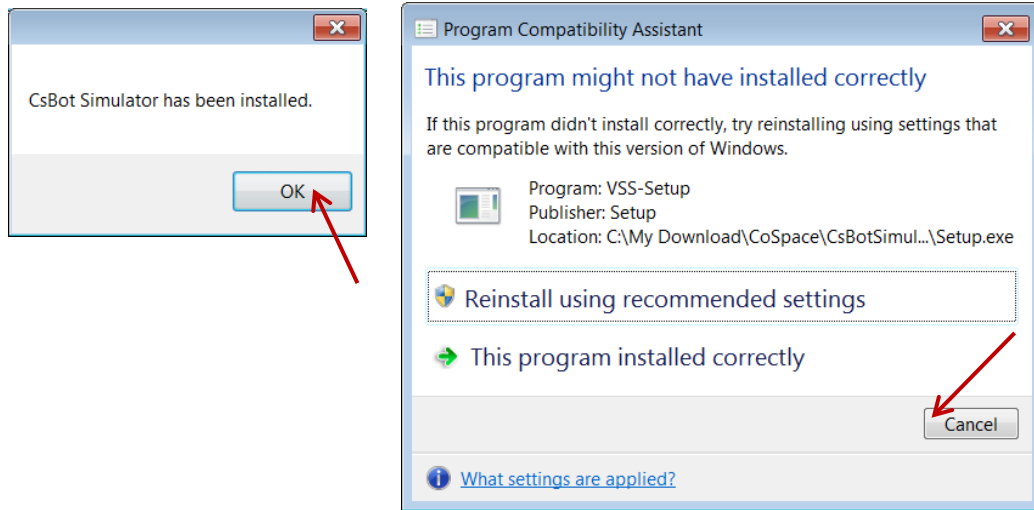 CsBot Simulator has been installed.
OK
Program Compatibility Assistant
This program might not have installed correctly
If this program didn't install correctly, try reinstalling using settings that
are compatible with this version of Windows.
Program: VSS-Setup
Publisher: Setup
Location: C:\My Download\CoSpace\CsBotSimul...\Setup.exe
Reinstall using recommended settings
This program installed correctly
Cancel
What settings are applied?